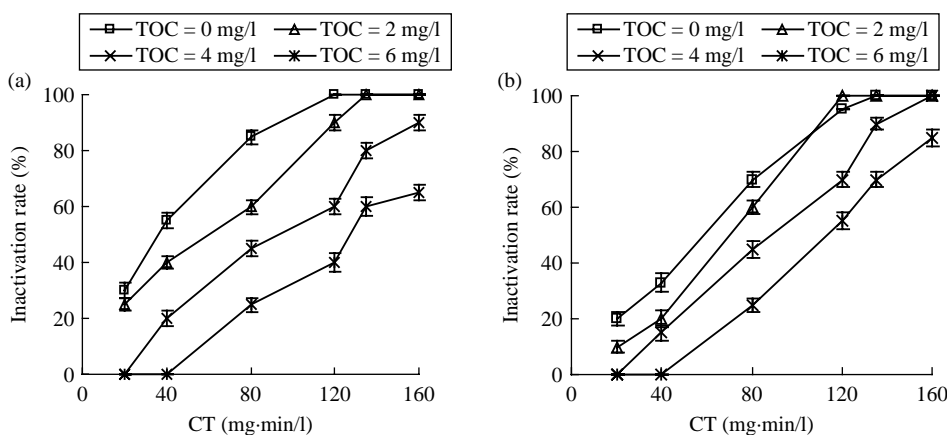 TOC = 0 mg/l TOC = 2 mg/l
TOC = 4 mg/l TOC = 6 mg/l
(a)
100
80
60
40
20
0
Inactivation rate (%)
0 40 80 120 160
CT (mg·min/l)
TOC = 0 mg/l TOC = 2 mg/l
TOC = 4 mg/l TOC = 6 mg/l
(b)
100
80
60
40
20
0
Inactivation rate (%)
0 40 80 120 160
CT (mg·min/l)